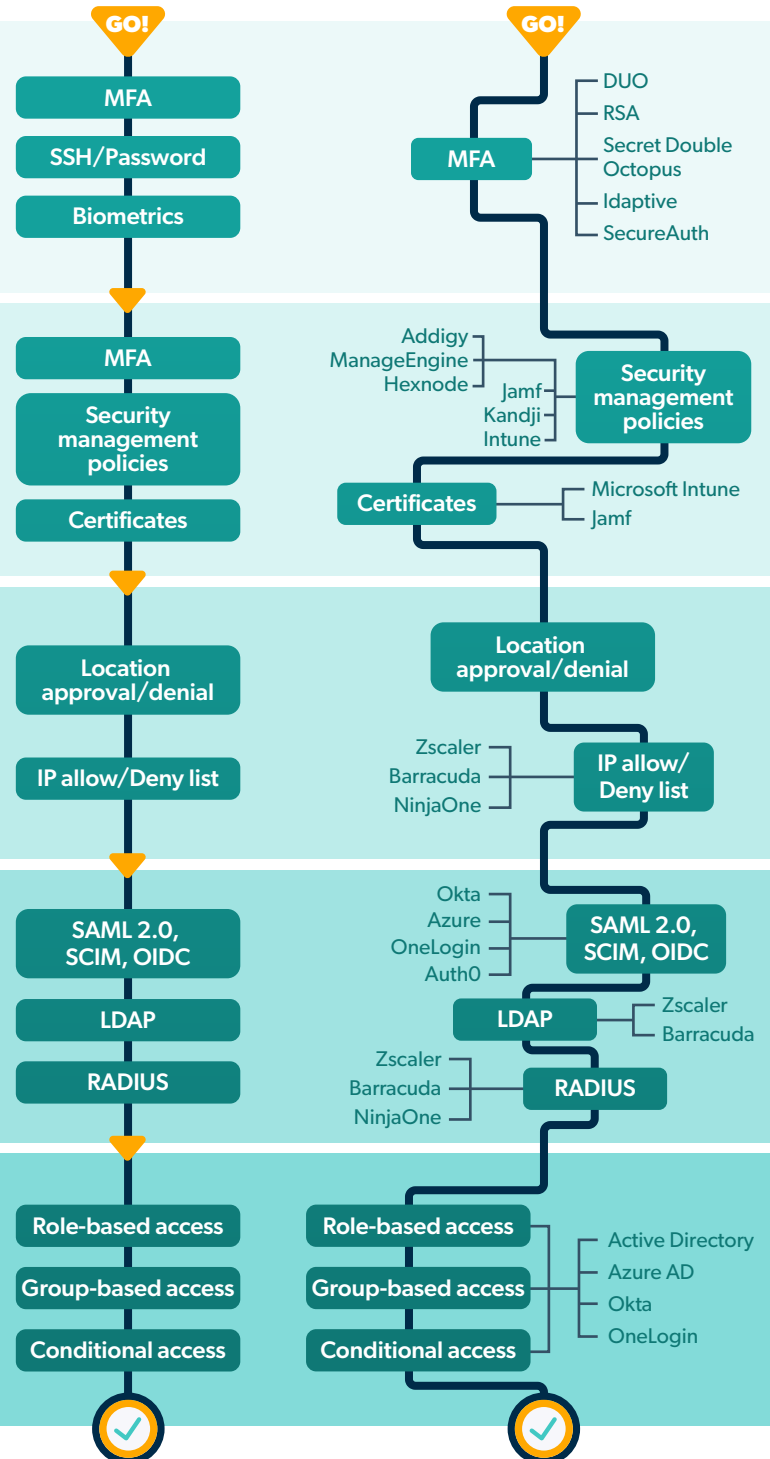 GO!
MFA
SSH/Password
Biometrics
MFA
Security
management
policies
Certificates
Location
approval/denial
IP allow/Deny list
SAML 2.0,
SCIM, OIDC
LDAP
RADIUS
Role-based access
Group-based access
Conditional access
GO!
MFA
DUO
RSA
Secret Double
Octopus
Idaptive
SecureAuth
Addigy
ManageEngine
Hexnode
Jamf
Kandji
Intune
Security
management
policies
Certificates
Microsoft Intune
Jamf
Location
approval/denial
Zscaler
Barracuda
NinjaOne
IP allow/
Deny list
Okta
Azure
OneLogin
Auth0
SAML 2.0,
SCIM, OIDC
LDAP
Zscaler
Barracuda
Zscaler
Barracuda
NinjaOne
RADIUS
Role-based access
Group-based access
Conditional access
Active Directory
Azure AD
Okta
OneLogin